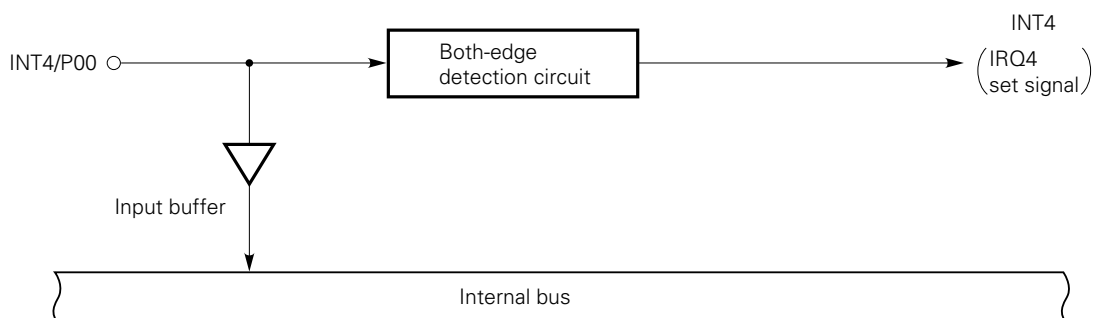 INT4
INT4/P00
Both-edge
detection circuit
(IRQ4
set signal)
Input buffer
Internal bus